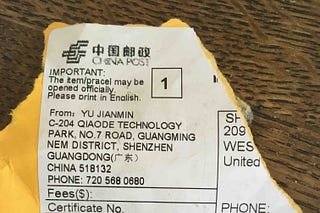 中国邮政
CHINA POST
IMPORTANT:
The item/pracel may be
opened officially.
Please print in English.
1
From: YU JIANMIN
C-204 QIAODE TECHNOLOGY
PARK, NO.7 ROAD, GUANGMING
NEM DISTRICT, SHENZHEN
GUANGDONG(广东)
CHINA 518132
PHONE: 720 568 0680
Fees($):
Certificate No.
SH
209
WES
United
PHONE: